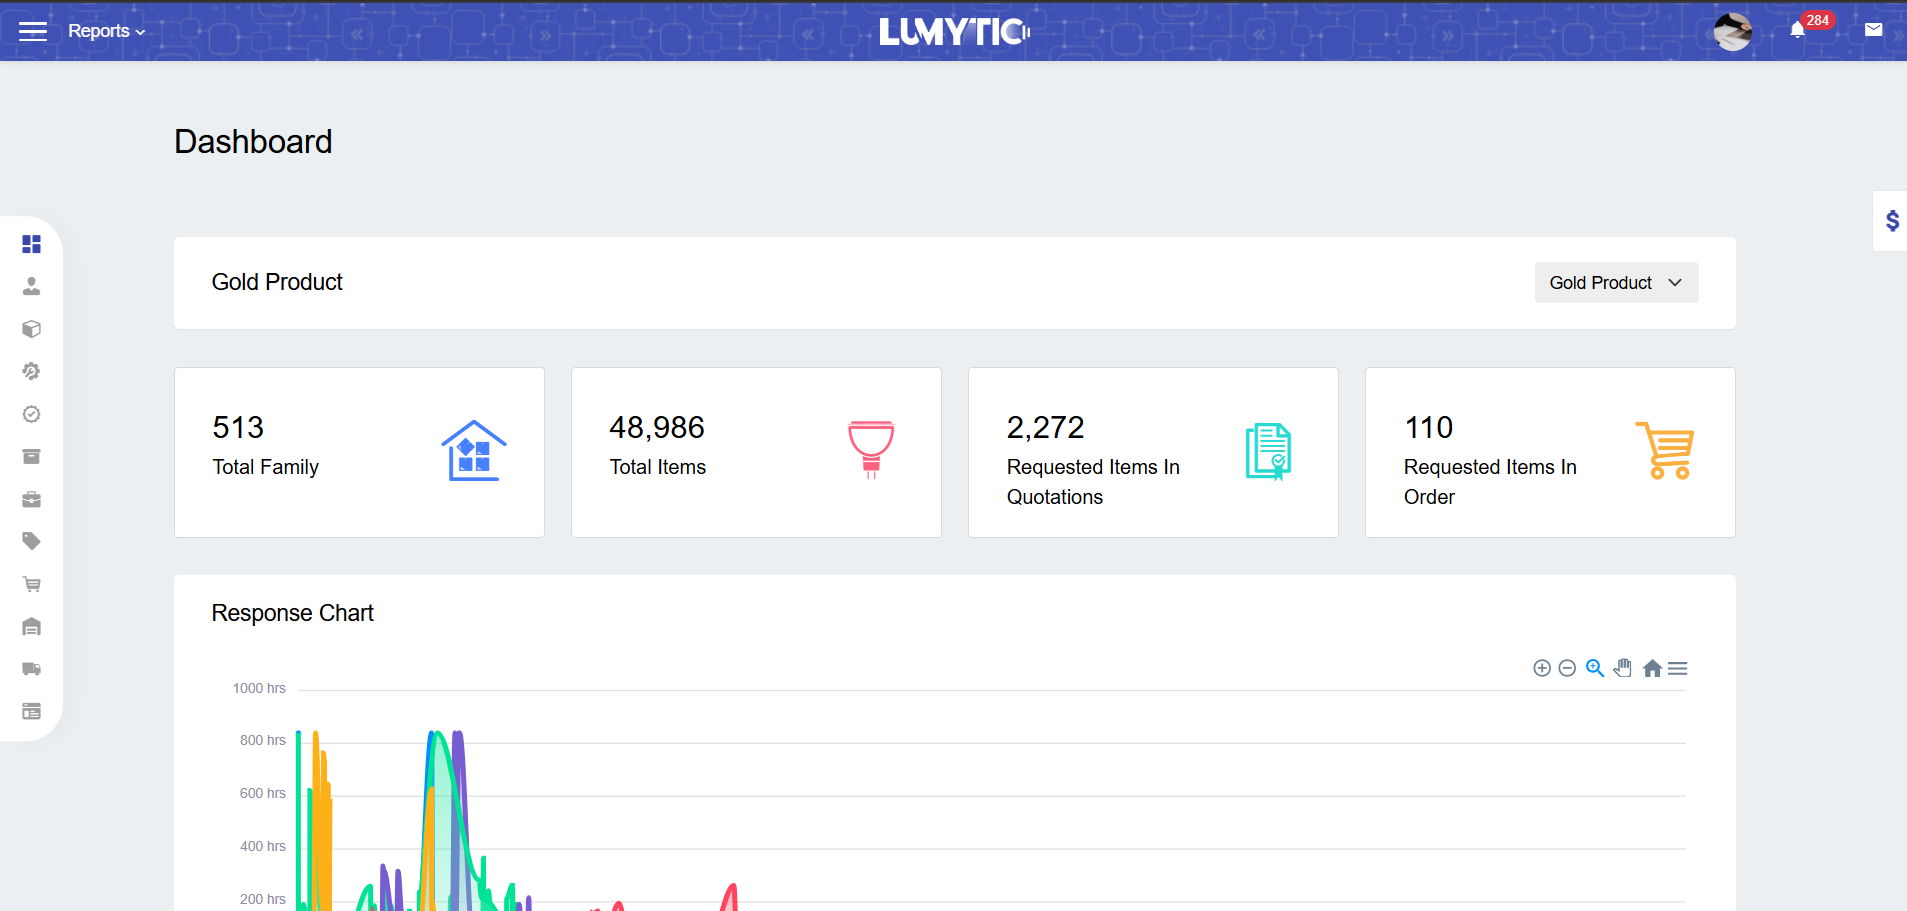 Reports
LUMYTIC
284
Dashboard
$
Gold Product
Gold Product
513
Total Family
48,986
Total Items
2,272
Requested Items In
Quotations
110
Requested Items In
Order
Response Chart
1000 hrs
800 hrs
600 hrs
400 hrs
200 hrs